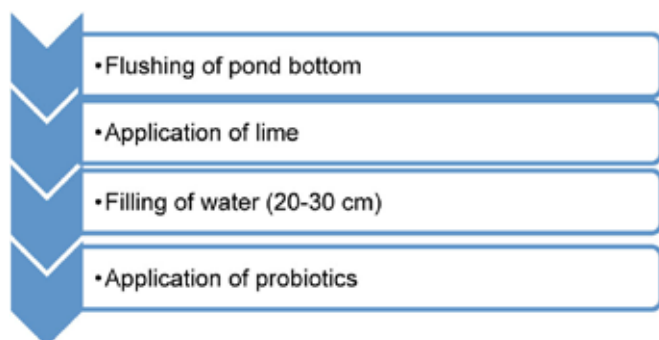 •Flushing of pond bottom
•Application of lime
•Filling of water (20-30 cm)
•Application of probiotics